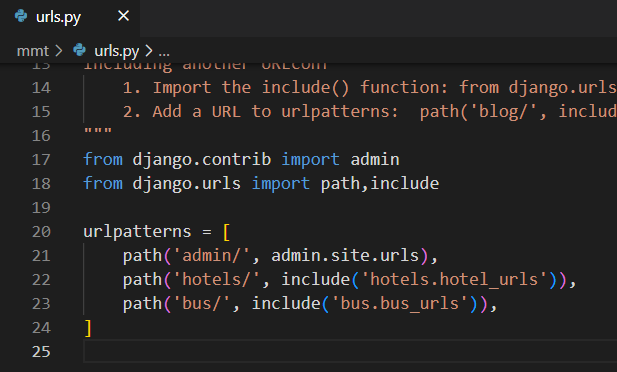 urls.py ×
mmt > urls.py > ...
13 Including another URLconf
14     1. Import the include() function: from django.urls
15     2. Add a URL to urlpatterns:  path('blog/', includ
16 """
17 from django.contrib import admin
18 from django.urls import path,include
19
20 urlpatterns = [
21     path('admin/', admin.site.urls),
22     path('hotels/', include('hotels.hotel_urls')),
23     path('bus/', include('bus.bus_urls')),
24 ]
25